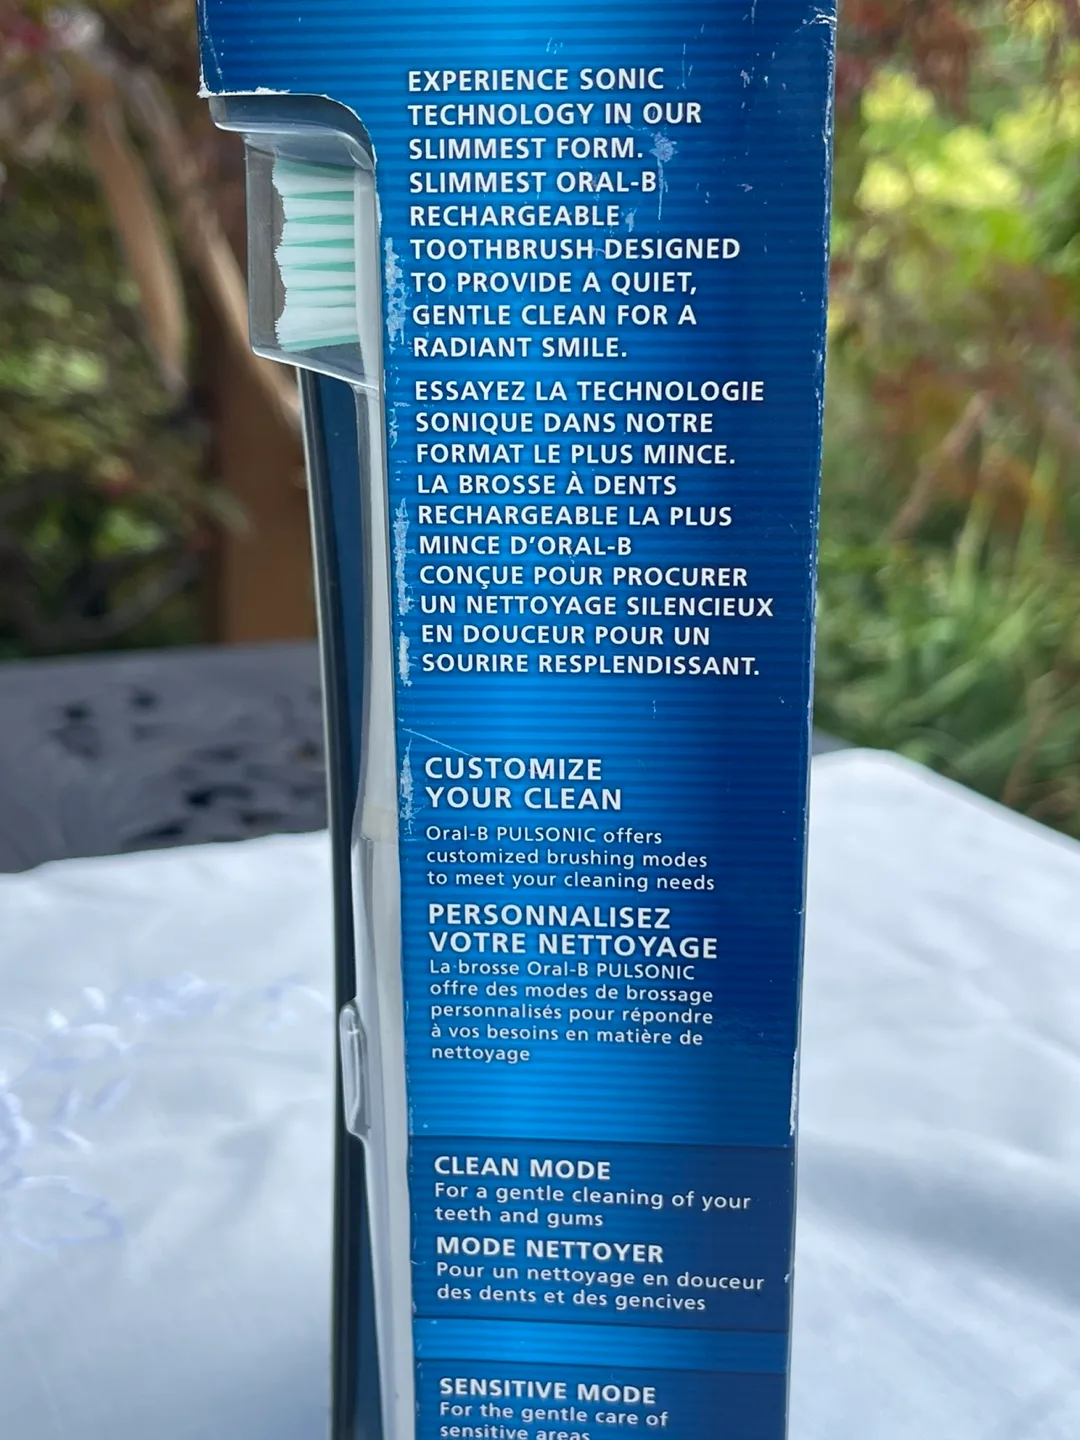 EXPERIENCE SONIC
TECHNOLOGY IN OUR
SLIMMEST FORM.
SLIMMEST ORAL-B
RECHARGEABLE
TOOTHBRUSH DESIGNED
TO PROVIDE A QUIET,
GENTLE CLEAN FOR A
RADIANT SMILE.
ESSAYEZ LA TECHNOLOGIE
SONIQUE DANS NOTRE
FORMAT LE PLUS MINCE.
LA BROSSE À DENTS
RECHARGEABLE LA PLUS
MINCE D'ORAL-B
CONÇUE POUR PROCURER
UN NETTOYAGE SILENCIEUX
EN DOUCEUR POUR UN
SOURIRE RESPLENDISSANT.
CUSTOMIZE
YOUR CLEAN
Oral-B PULSONIC offers
customized brushing modes
to meet your cleaning needs
PERSONNALISEZ
VOTRE NETTOYAGE
La brosse Oral-B PULSONIC
offre des modes de brossage
personnalisés pour répondre
à vos besoins en matière de
nettoyage
CLEAN MODE
For a gentle cleaning of your
teeth and gums
MODE NETTOYER
Pour un nettoyage en douceur
des dents et des gencives
SENSITIVE MODE
For the gentle care of
sensitive areas